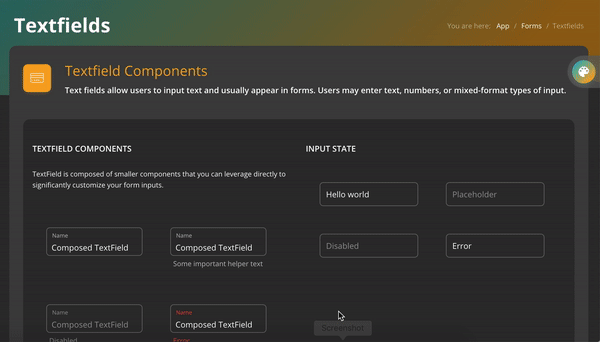 Textfields
You are here: App / Forms / Textfields
Textfield Components
Text fields allow users to input text and usually appear in forms. Users may enter text, numbers, or mixed-format types of input.
TEXTFIELD COMPONENTS
TextField is composed of smaller components that you can leverage directly to
significantly customize your form inputs.
Name
Composed TextField
Name
Composed TextField
Some important helper text
Name
Composed TextField
Disabled
Name
Composed TextField
Error
INPUT STATE
Hello world
Placeholder
Disabled
Error
Screenshot